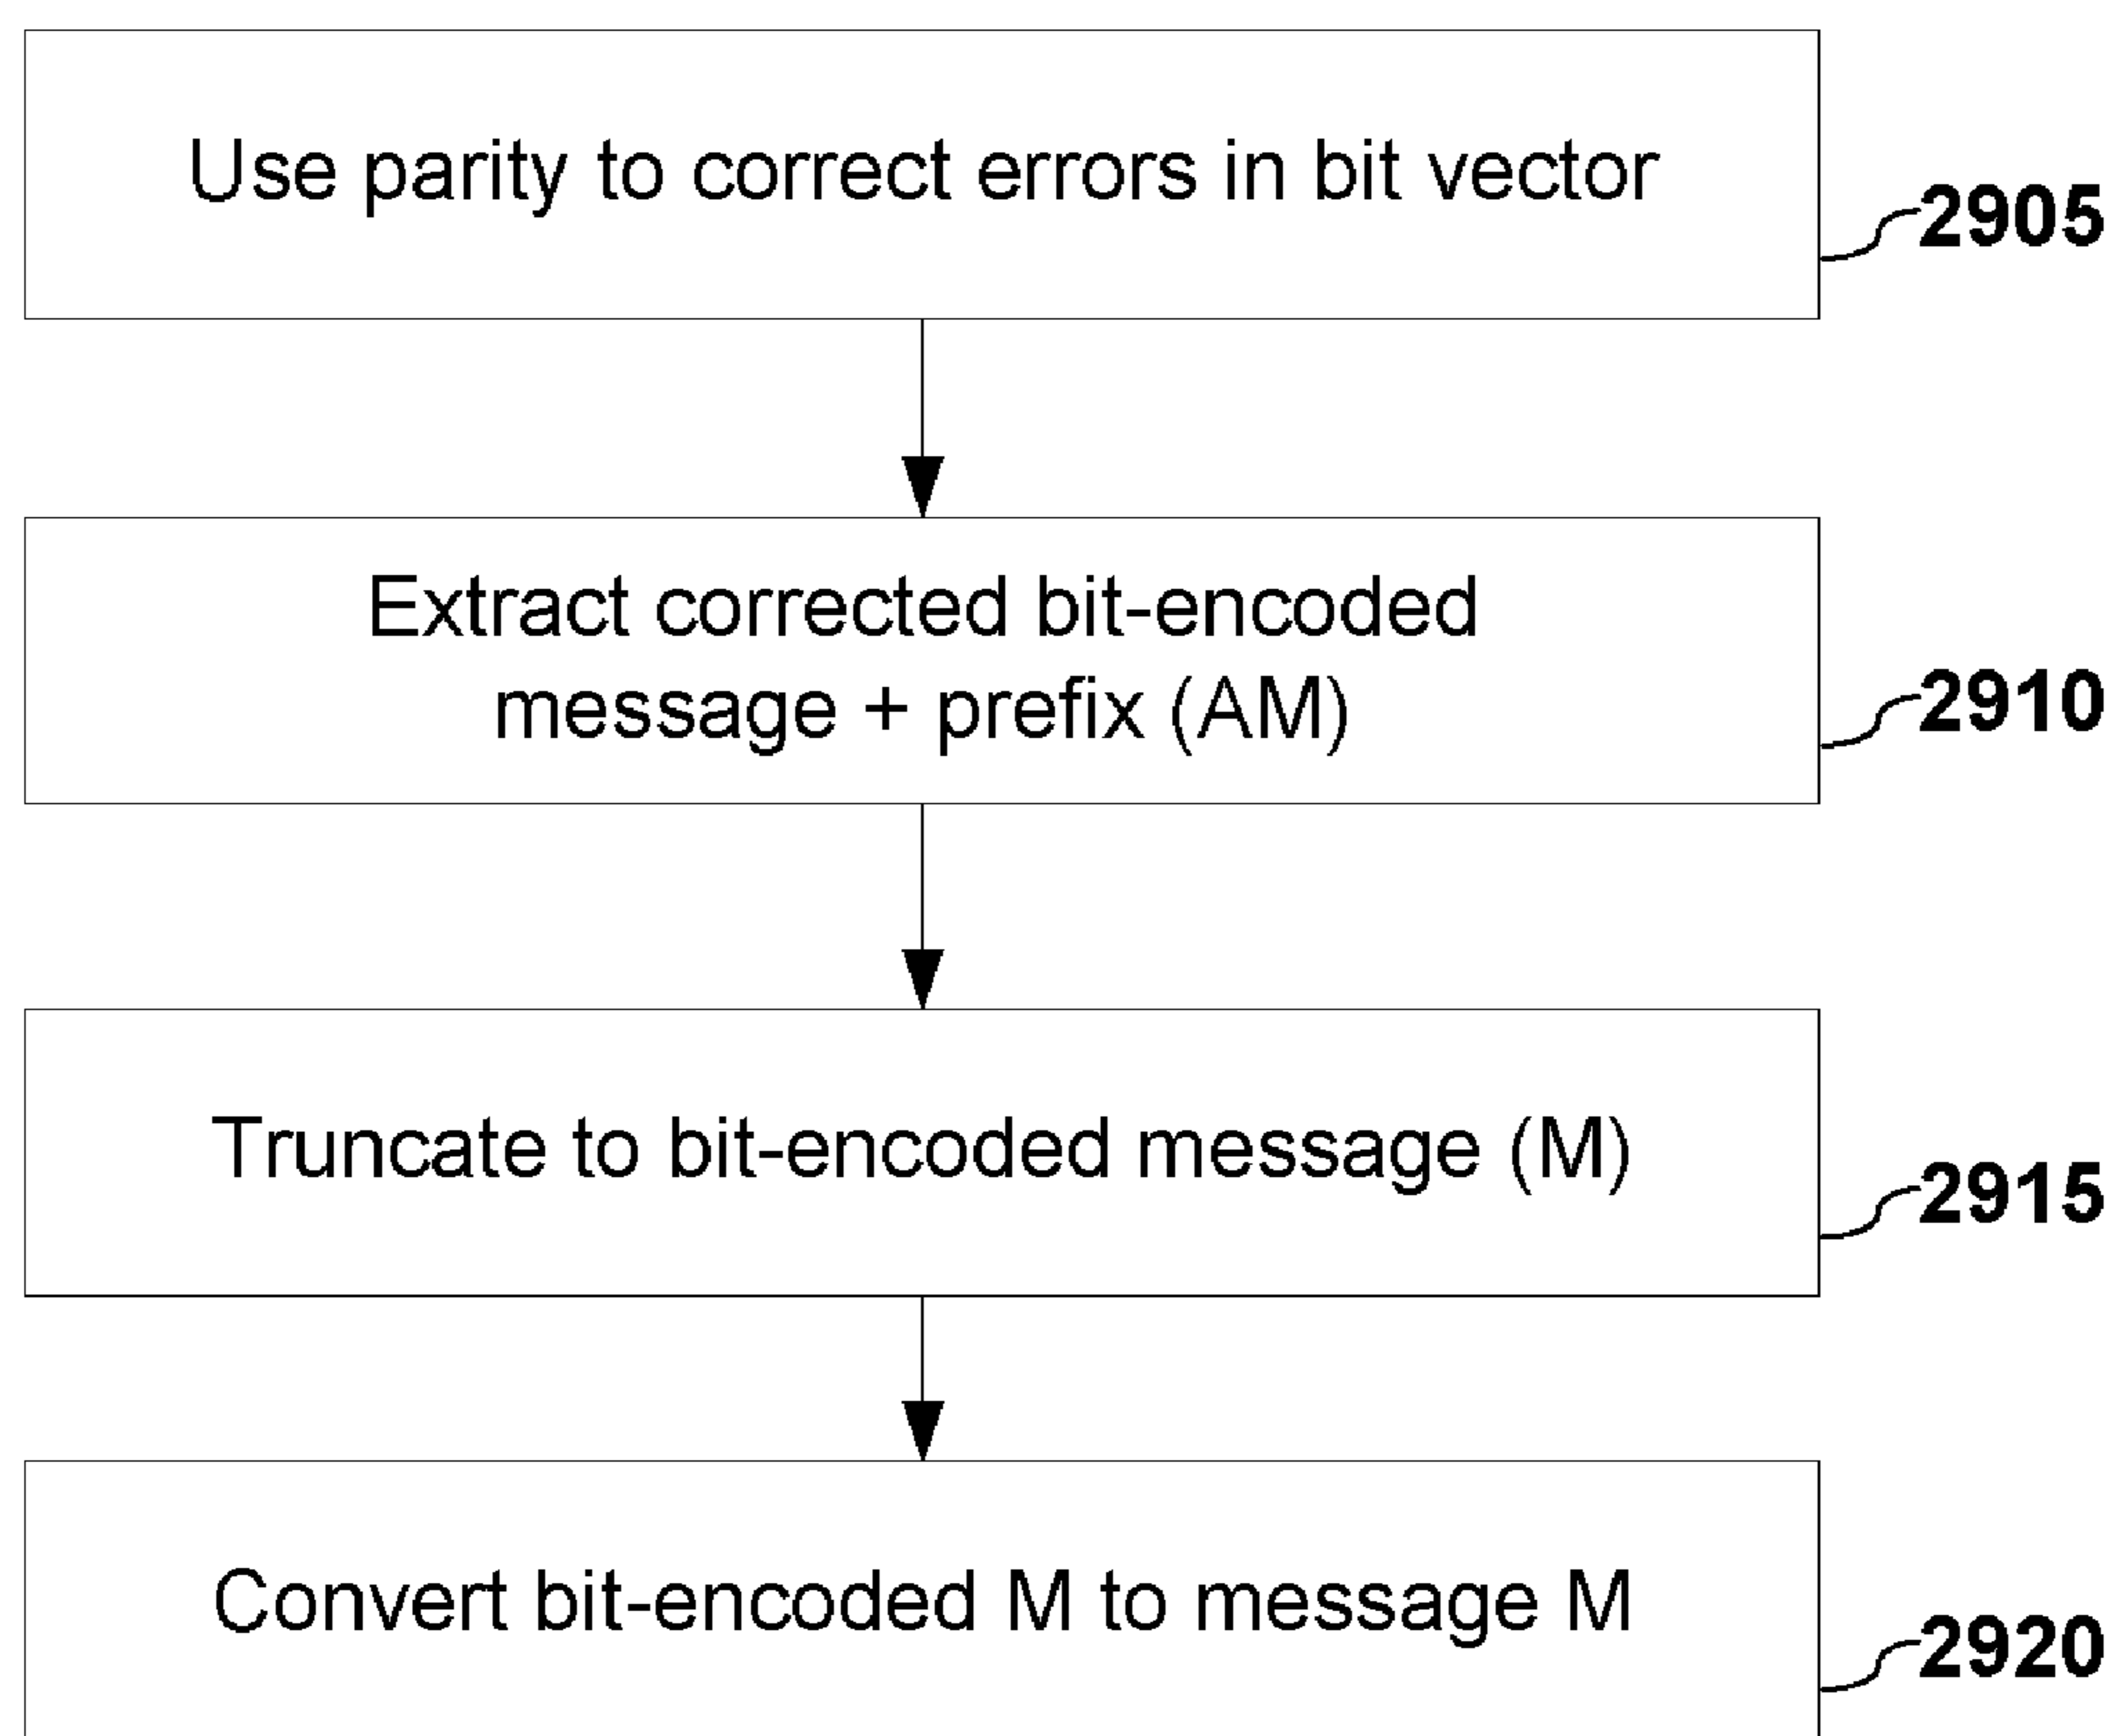 Use parity to correct errors in bit vector
2905
Extract corrected bit-encoded
message + prefix (AM)
2910
Truncate to bit-encoded message (M)
2915
Convert bit-encoded M to message M
2920